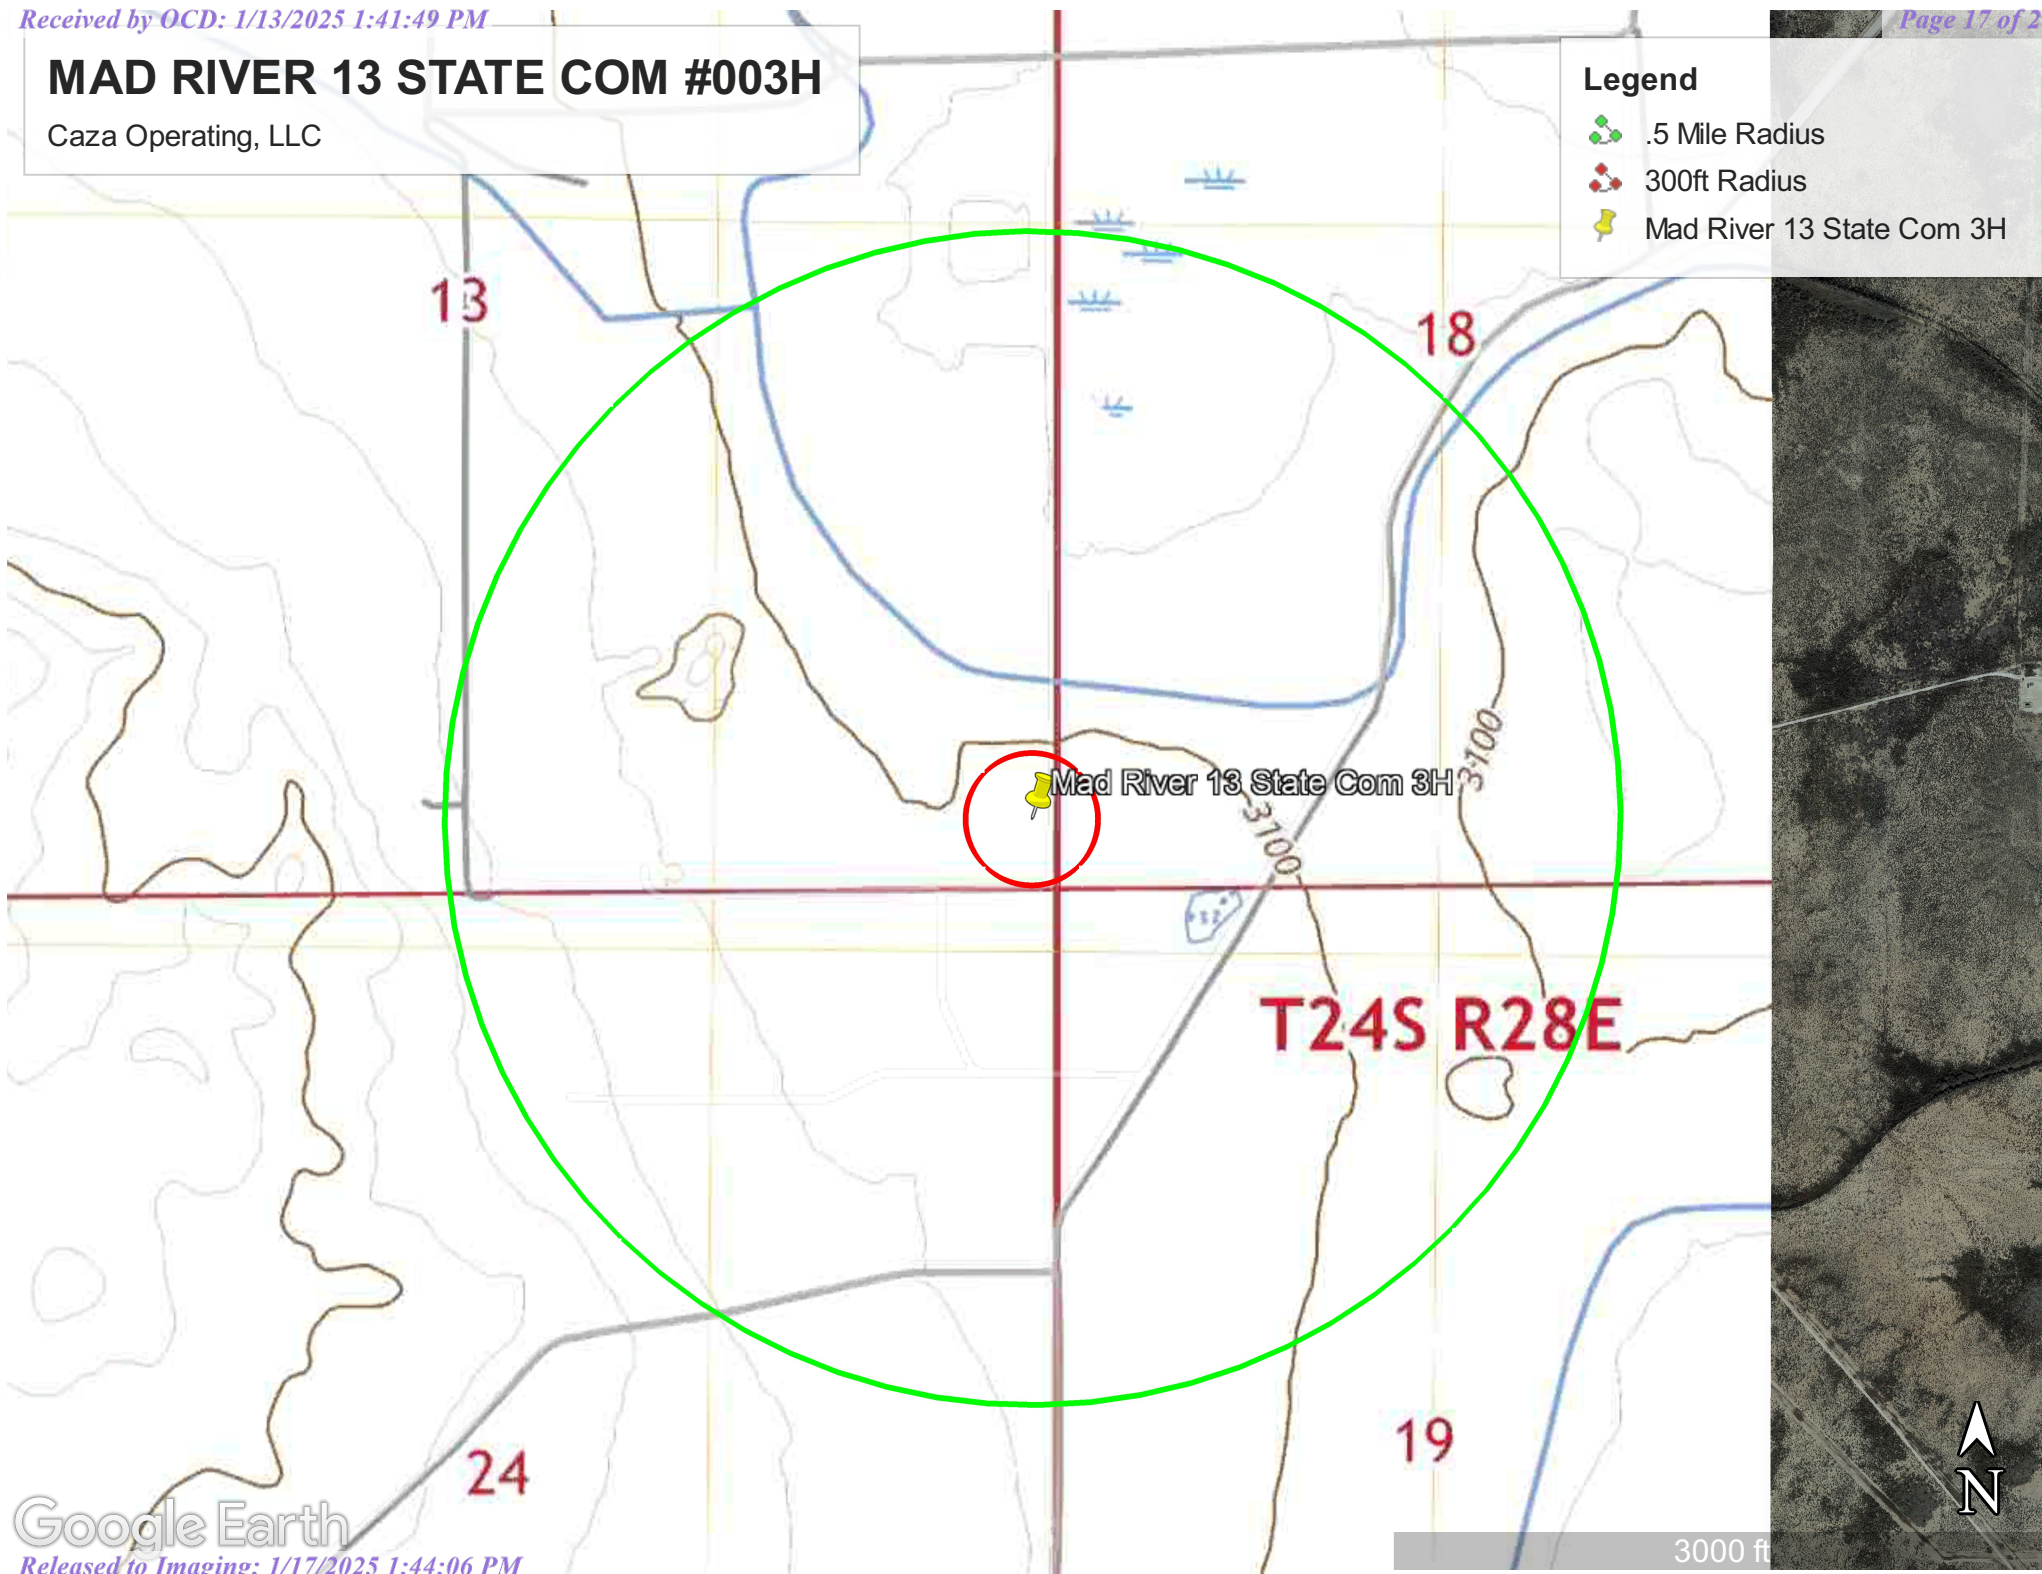 Received by OCD: 1/13/2025 1:41:49 PM
Page 17 of 2
MAD RIVER 13 STATE COM #003H
Caza Operating, LLC
Legend
.5 Mile Radius
300ft Radius
Mad River 13 State Com 3H
13
18
3100
Mad River 13 State Com 3H
3100
T24S R28E
19
24
N
Google Earth
3000 ft
Released to Imaging: 1/17/2025 1:44:06 PM